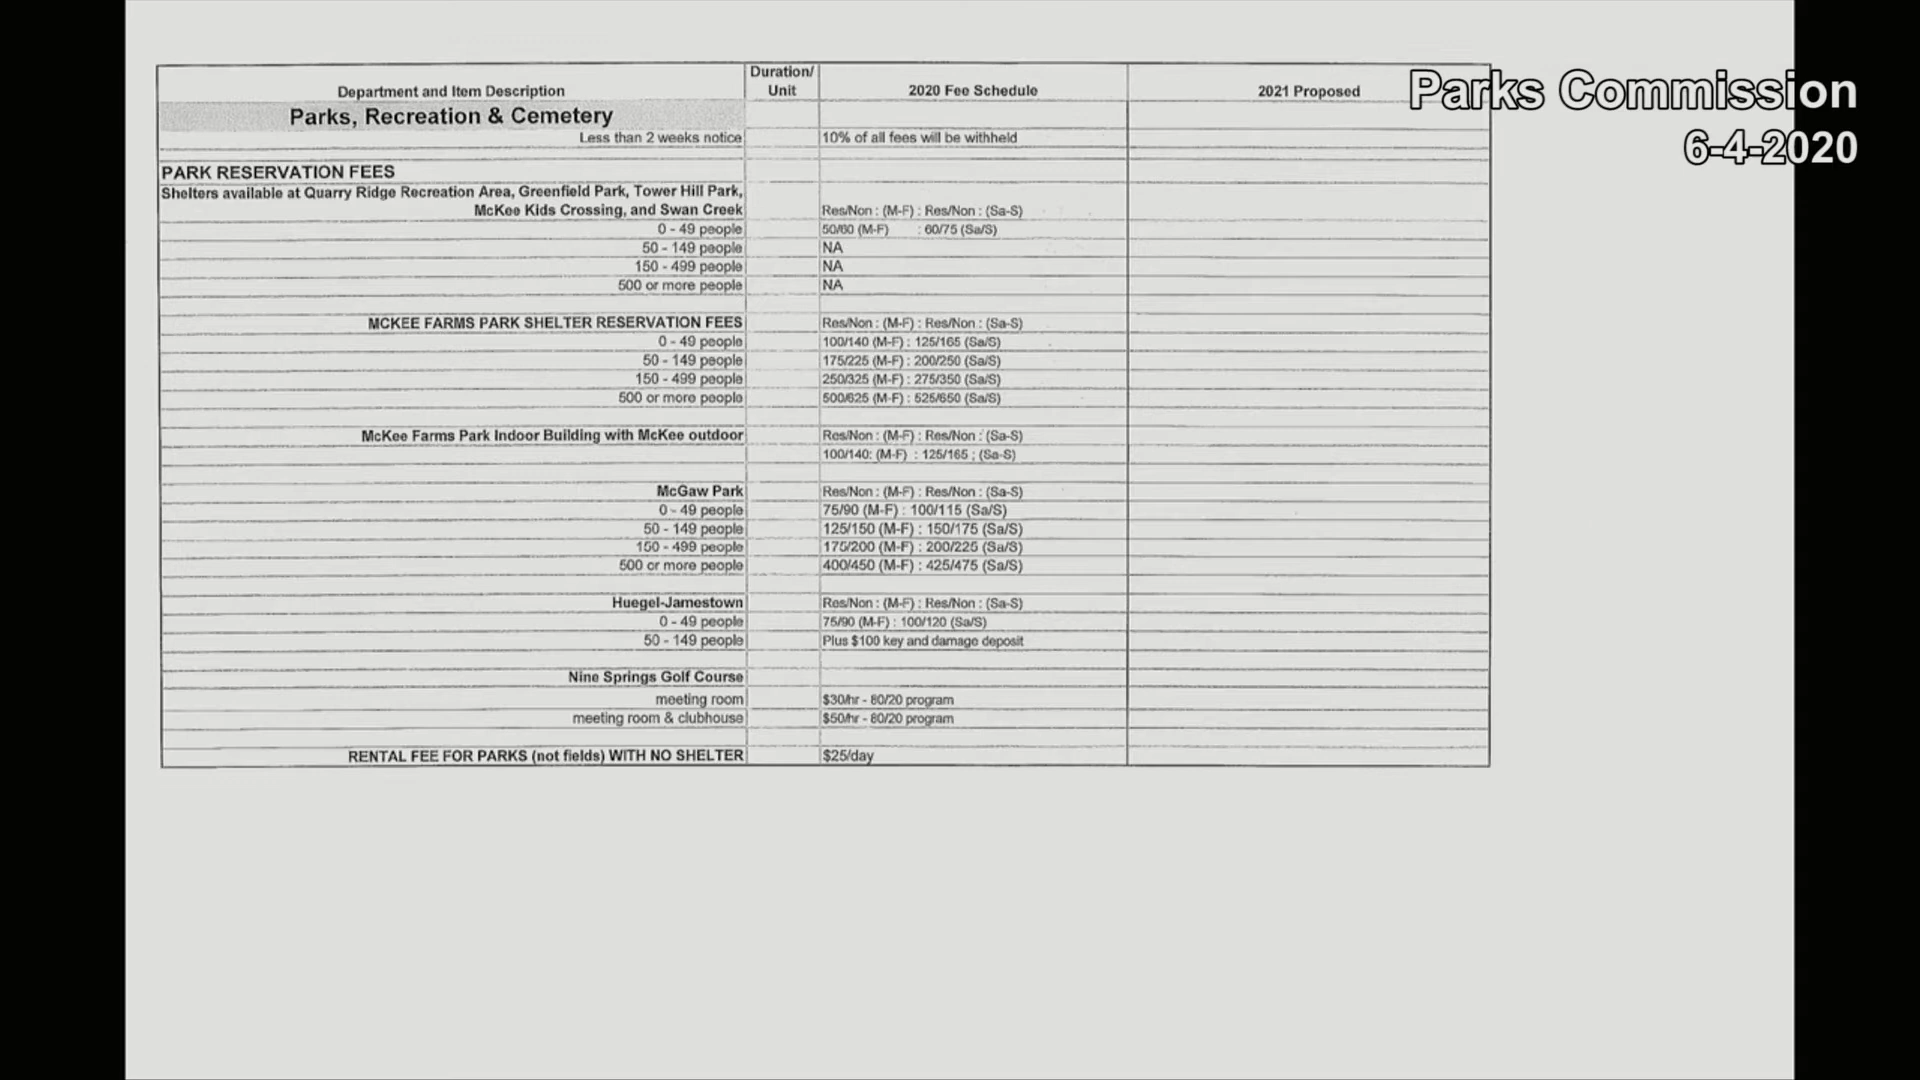 Parks Commission
6-4-2020
Department and Item Description Duration/ Unit 2020 Fee Schedule 2021 Proposed
Parks, Recreation & Cemetery
Less than 2 weeks notice 10% of all fees will be withheld
PARK RESERVATION FEES
Shelters available at Quarry Ridge Recreation Area, Greenfield Park, Tower Hill Park,
McKee Kids Crossing, and Swan Creek Res/Non : (M-F) : Res/Non : (Sa-S)
0 - 49 people 50/60 (M-F) : 60/75 (Sa/S)
50 - 149 people NA
150 - 499 people NA
500 or more people NA
MCKEE FARMS PARK SHELTER RESERVATION FEES Res/Non : (M-F) : Res/Non : (Sa-S)
0 - 49 people 100/140 (M-F) : 125/165 (Sa/S)
50 - 149 people 175/225 (M-F) : 200/250 (Sa/S)
150 - 499 people 250/325 (M-F) : 275/350 (Sa/S)
500 or more people 500/625 (M-F) : 525/650 (Sa/S)
McKee Farms Park Indoor Building with McKee outdoor Res/Non : (M-F) : Res/Non : (Sa-S)
100/140: (M-F) : 125/165 ; (Sa-S)
McGaw Park Res/Non : (M-F) : Res/Non : (Sa-S)
0 - 49 people 75/90 (M-F) : 100/115 (Sa/S)
50 - 149 people 125/150 (M-F) : 150/175 (Sa/S)
150 - 499 people 175/200 (M-F) : 200/225 (Sa/S)
500 or more people 400/450 (M-F) : 425/475 (Sa/S)
Huegel-Jamestown Res/Non : (M-F) : Res/Non : (Sa-S)
0 - 49 people 75/90 (M-F) : 100/120 (Sa/S)
50 - 149 people Plus $100 key and damage deposit
Nine Springs Golf Course
meeting room $30/hr - 80/20 program
meeting room & clubhouse $50/hr - 80/20 program
RENTAL FEE FOR PARKS (not fields) WITH NO SHELTER $25/day